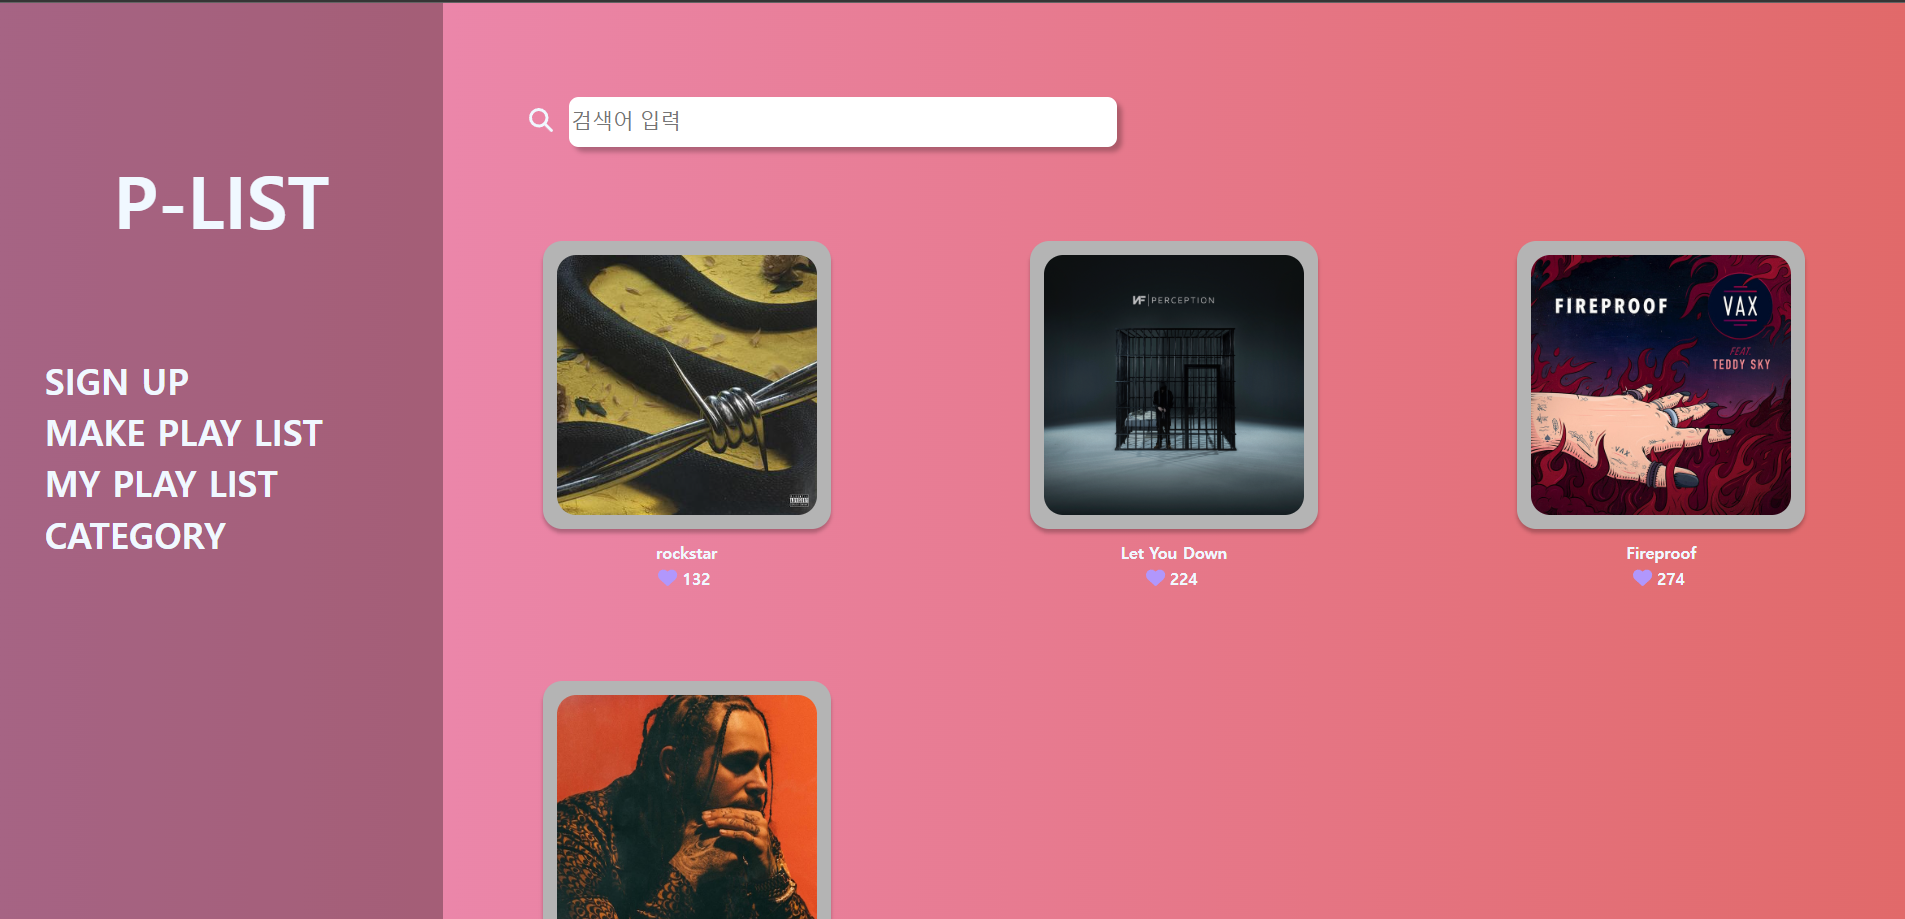 검색어 입력
P-LIST
SIGN UP
MAKE PLAY LIST
MY PLAY LIST
CATEGORY
NF PERCEPTION
FIREPROOF
VAX
FEAT.
TEDDY SKY
VAX
rockstar
132
Let You Down
224
Fireproof
274